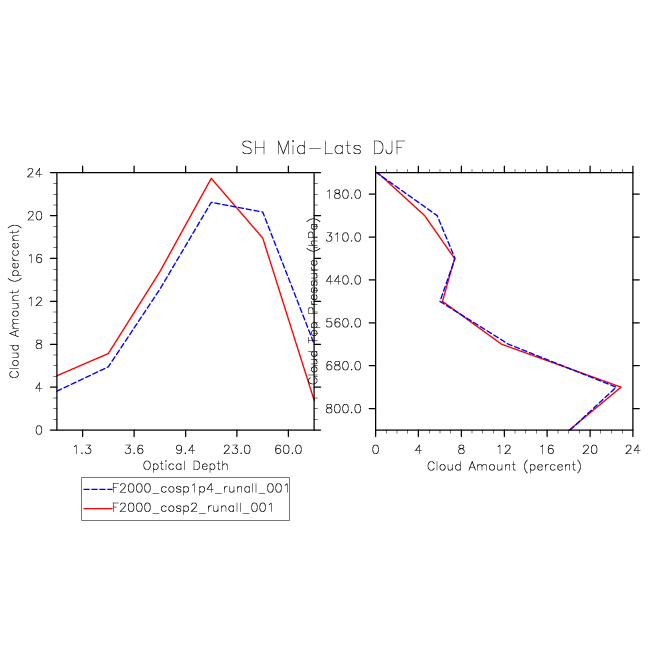 SH Mid-Lats DJF
Cloud Amount (percent)
24
20
16
12
8
4
0
1.3 3.6 9.4 23.0 60.0
Optical Depth
Cloud Top Pressure (hPa)
180.0
310.0
440.0
560.0
680.0
800.0
0 4 8 12 16 20 24
Cloud Amount (percent)
F2000_cosp1p4_runall_001
F2000_cosp2_runall_001